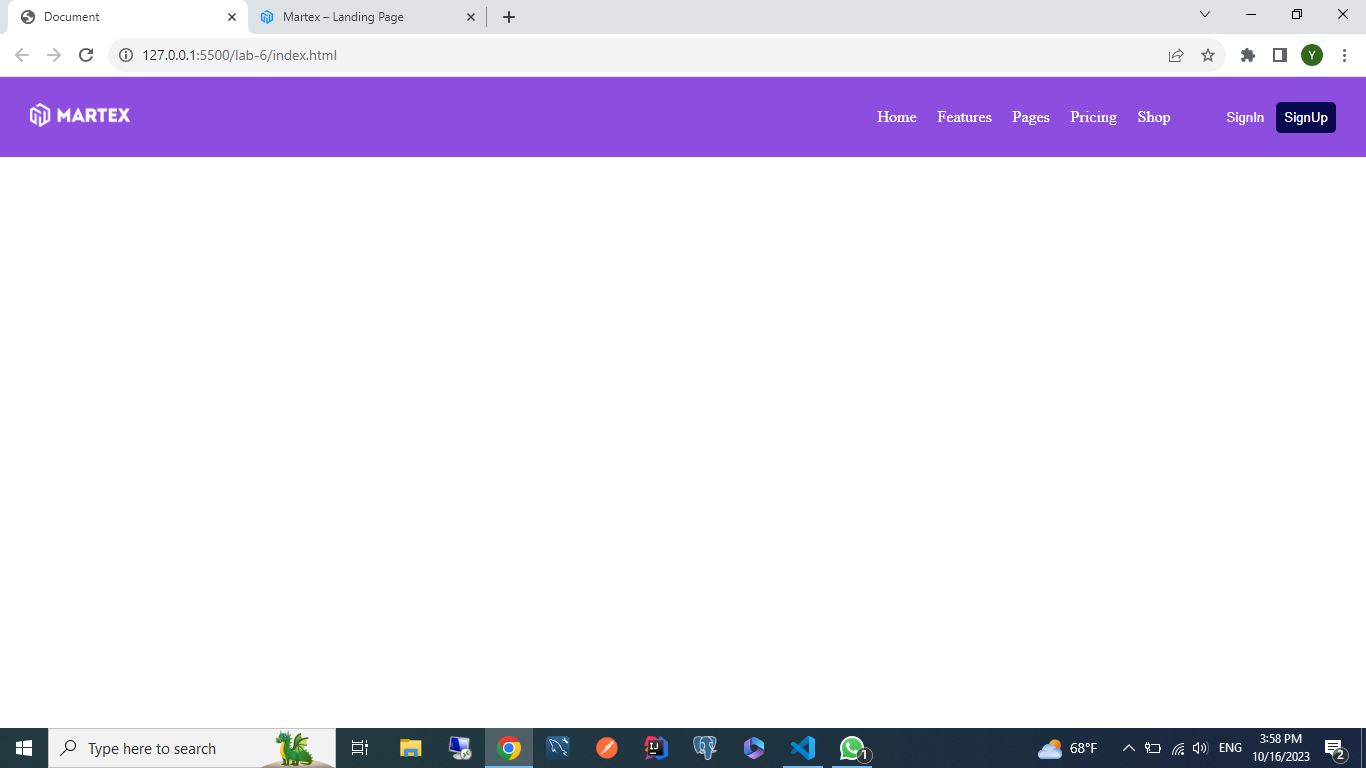 Document
Martex – Landing Page
127.0.0.1:5500/lab-6/index.html
Y
MARTEX
Home Features Pages Pricing Shop SignIn SignUp
Type here to search
IJ
1
68°F
ENG
3:58 PM
10/16/2023
2